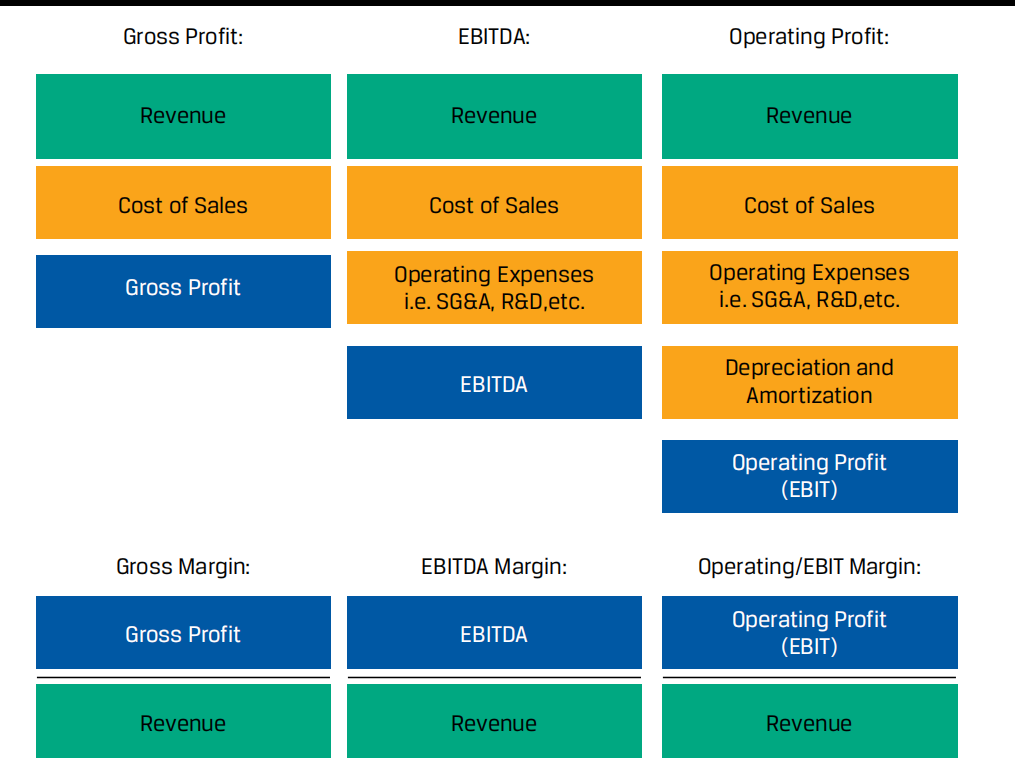 Gross Profit:
EBITDA:
Operating Profit:
Revenue
Revenue
Revenue
Cost of Sales
Cost of Sales
Cost of Sales
Gross Profit
Operating Expenses
i.e. SG&A, R&D,etc.
Operating Expenses
i.e. SG&A, R&D,etc.
EBITDA
Depreciation and
Amortization
Operating Profit
(EBIT)
Gross Margin:
EBITDA Margin:
Operating/EBIT Margin:
Gross Profit
EBITDA
Operating Profit
(EBIT)
Revenue
Revenue
Revenue